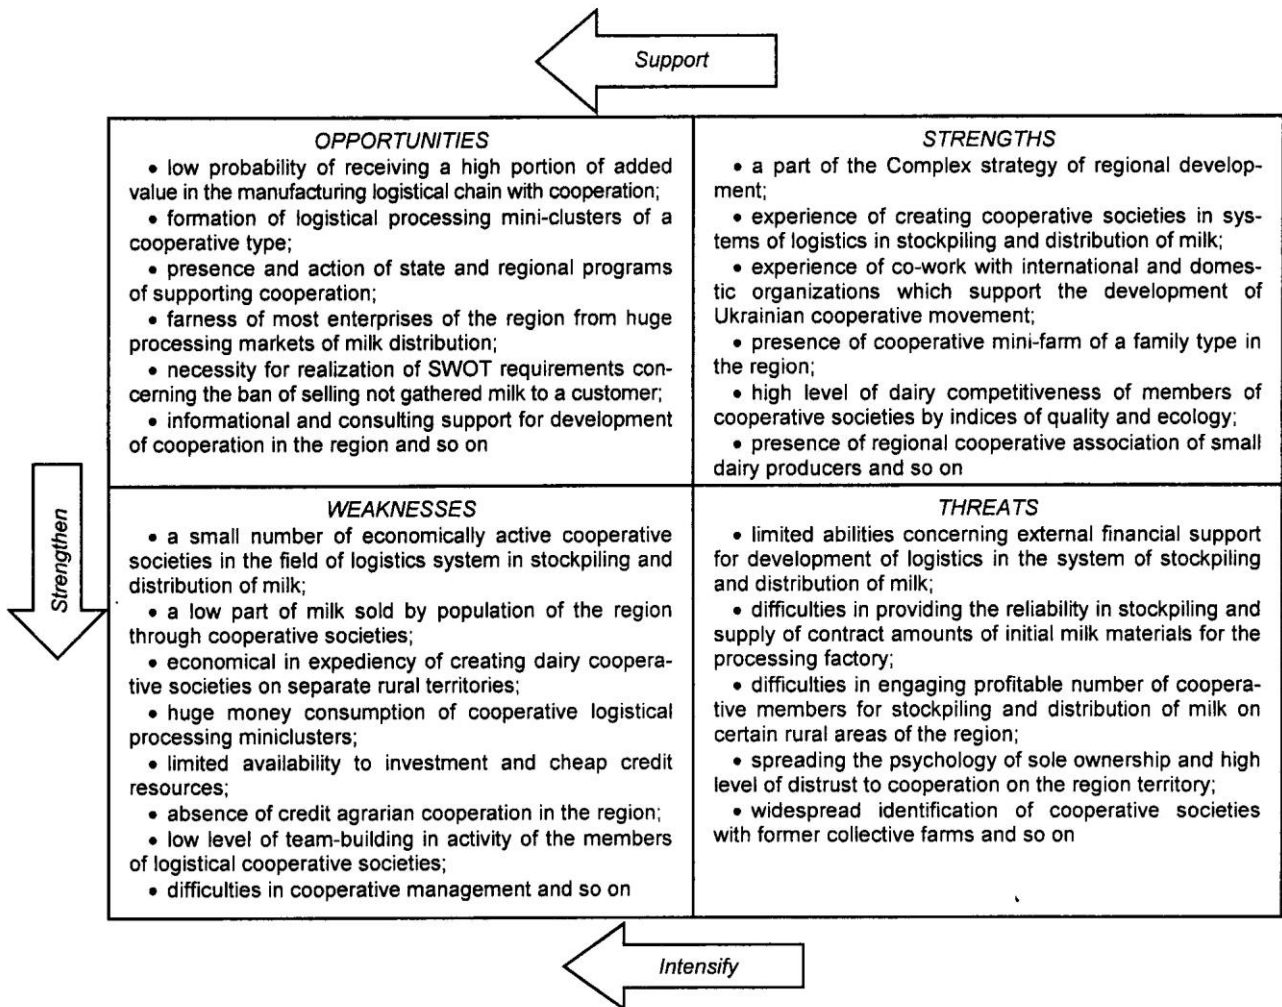 Support
OPPORTUNITIES
• low probability of receiving a high portion of added
value in the manufacturing logistical chain with cooperation;
• formation of logistical processing mini-clusters of a
cooperative type;
• presence and action of state and regional programs
of supporting cooperation;
• farness of most enterprises of the region from huge
processing markets of milk distribution;
• necessity for realization of SWOT requirements con-
cerning the ban of selling not gathered milk to a customer;
• informational and consulting support for development
of cooperation in the region and so on
STRENGTHS
• a part of the Complex strategy of regional develop-
ment;
• experience of creating cooperative societies in sys-
tems of logistics in stockpiling and distribution of milk;
• experience of co-work with international and domes-
tic organizations which support the development of
Ukrainian cooperative movement;
• presence of cooperative mini-farm of a family type in
the region;
• high level of dairy competitiveness of members of
cooperative societies by indices of quality and ecology;
• presence of regional cooperative association of small
dairy producers and so on
Strengthen
WEAKNESSES
• a small number of economically active cooperative
societies in the field of logistics system in stockpiling and
distribution of milk;
• a low part of milk sold by population of the region
through cooperative societies;
• economical in expediency of creating dairy coopera-
tive societies on separate rural territories;
• huge money consumption of cooperative logistical
processing miniclusters;
• limited availability to investment and cheap credit
resources;
• absence of credit agrarian cooperation in the region;
• low level of team-building in activity of the members
of logistical cooperative societies;
• difficulties in cooperative management and so on
THREATS
• limited abilities concerning external financial support
for development of logistics in the system of stockpiling
and distribution of milk;
• difficulties in providing the reliability in stockpiling and
supply of contract amounts of initial milk materials for the
processing factory;
• difficulties in engaging profitable number of coopera-
tive members for stockpiling and distribution of milk on
certain rural areas of the region;
• spreading the psychology of sole ownership and high
level of distrust to cooperation on the region territory;
• widespread identification of cooperative societies
with former collective farms and so on
Intensify